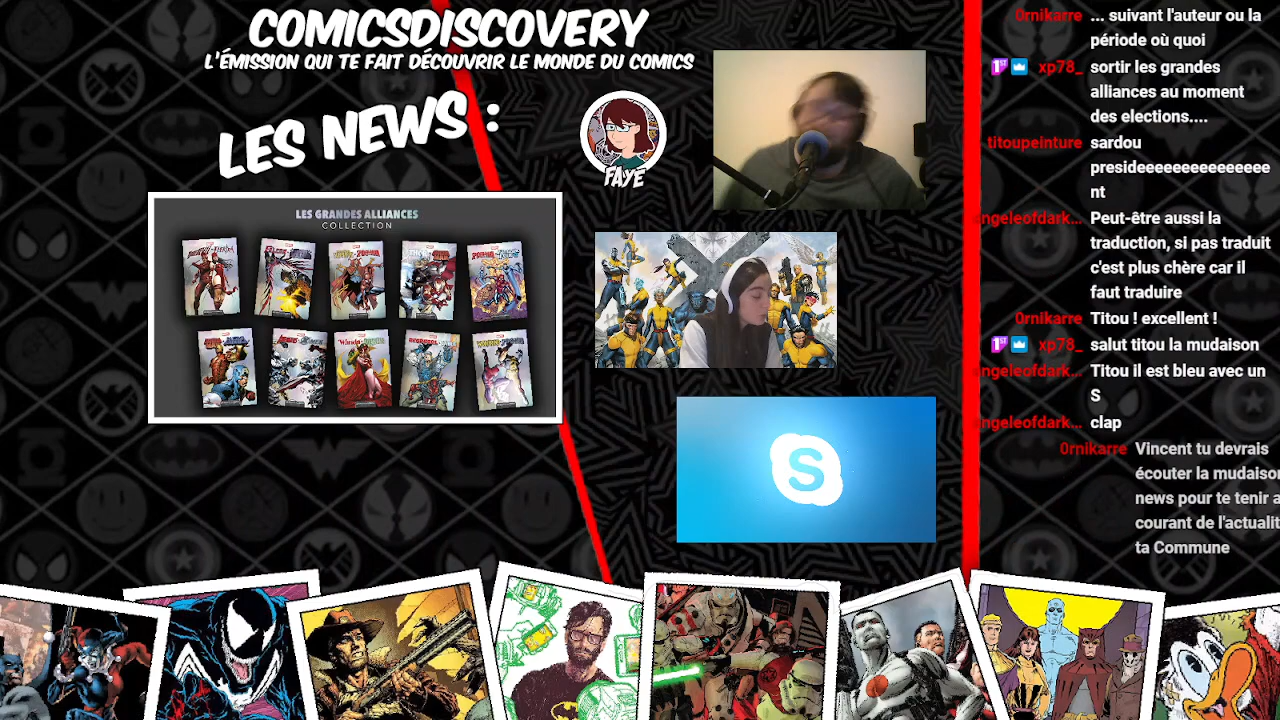 COMICSDISCOVERY
L'ÉMISSION QUI TE FAIT DÉCOUVRIR LE MONDE DU COMICS
LES NEWS :
FAYE
LES GRANDES ALLIANCES
COLLECTION
S
0rnikarre ... suivant l'auteur ou la
période où quoi
xp78_ sortir les grandes
alliances au moment
des elections....
titoupeinture sardou
presideeeeeeeeeeeeeee
nt
ngeleofdark... Peut-être aussi la
traduction, si pas traduit
c'est plus chère car il
faut traduire
0rnikarre Titou ! excellent !
xp78_ salut titou la mudaison
ngeleofdark... Titou il est bleu avec un
S
ngeleofdark... clap
0rnikarre Vincent tu devrais
écouter la mudaison
news pour te tenir a
courant de l'actualit
ta Commune